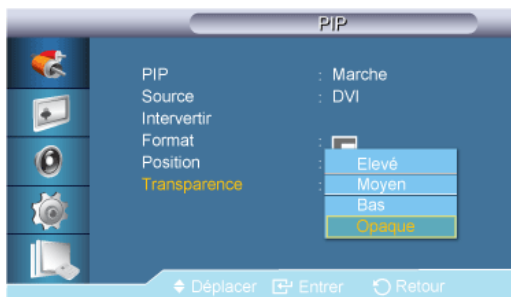 PIP
PIP : Marche
Source : DVI
Intervertir
Format :
Position :
Transparence :
Elevé
Moyen
Bas
Opaque
Déplacer Entrer Retour